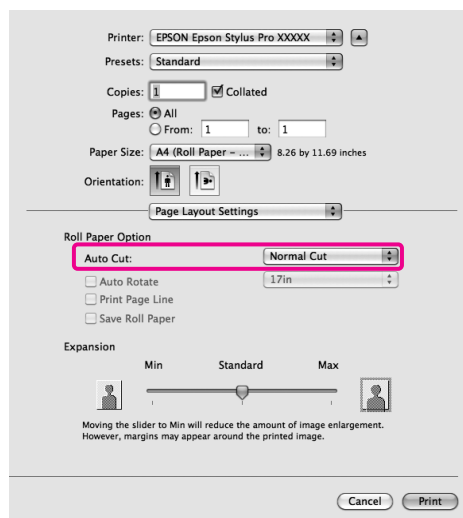 Printer: EPSON Epson Stylus Pro XXXXX
Presets: Standard
Copies: 1 Collated
Pages: All
From: 1 to: 1
Paper Size: A4 (Roll Paper – ... 8.26 by 11.69 inches
Orientation:
Page Layout Settings
Roll Paper Option
Auto Cut: Normal Cut
Auto Rotate 17in
Print Page Line
Save Roll Paper
Expansion
Min Standard Max
Moving the slider to Min will reduce the amount of image enlargement.
However, margins may appear around the printed image.
Cancel Print